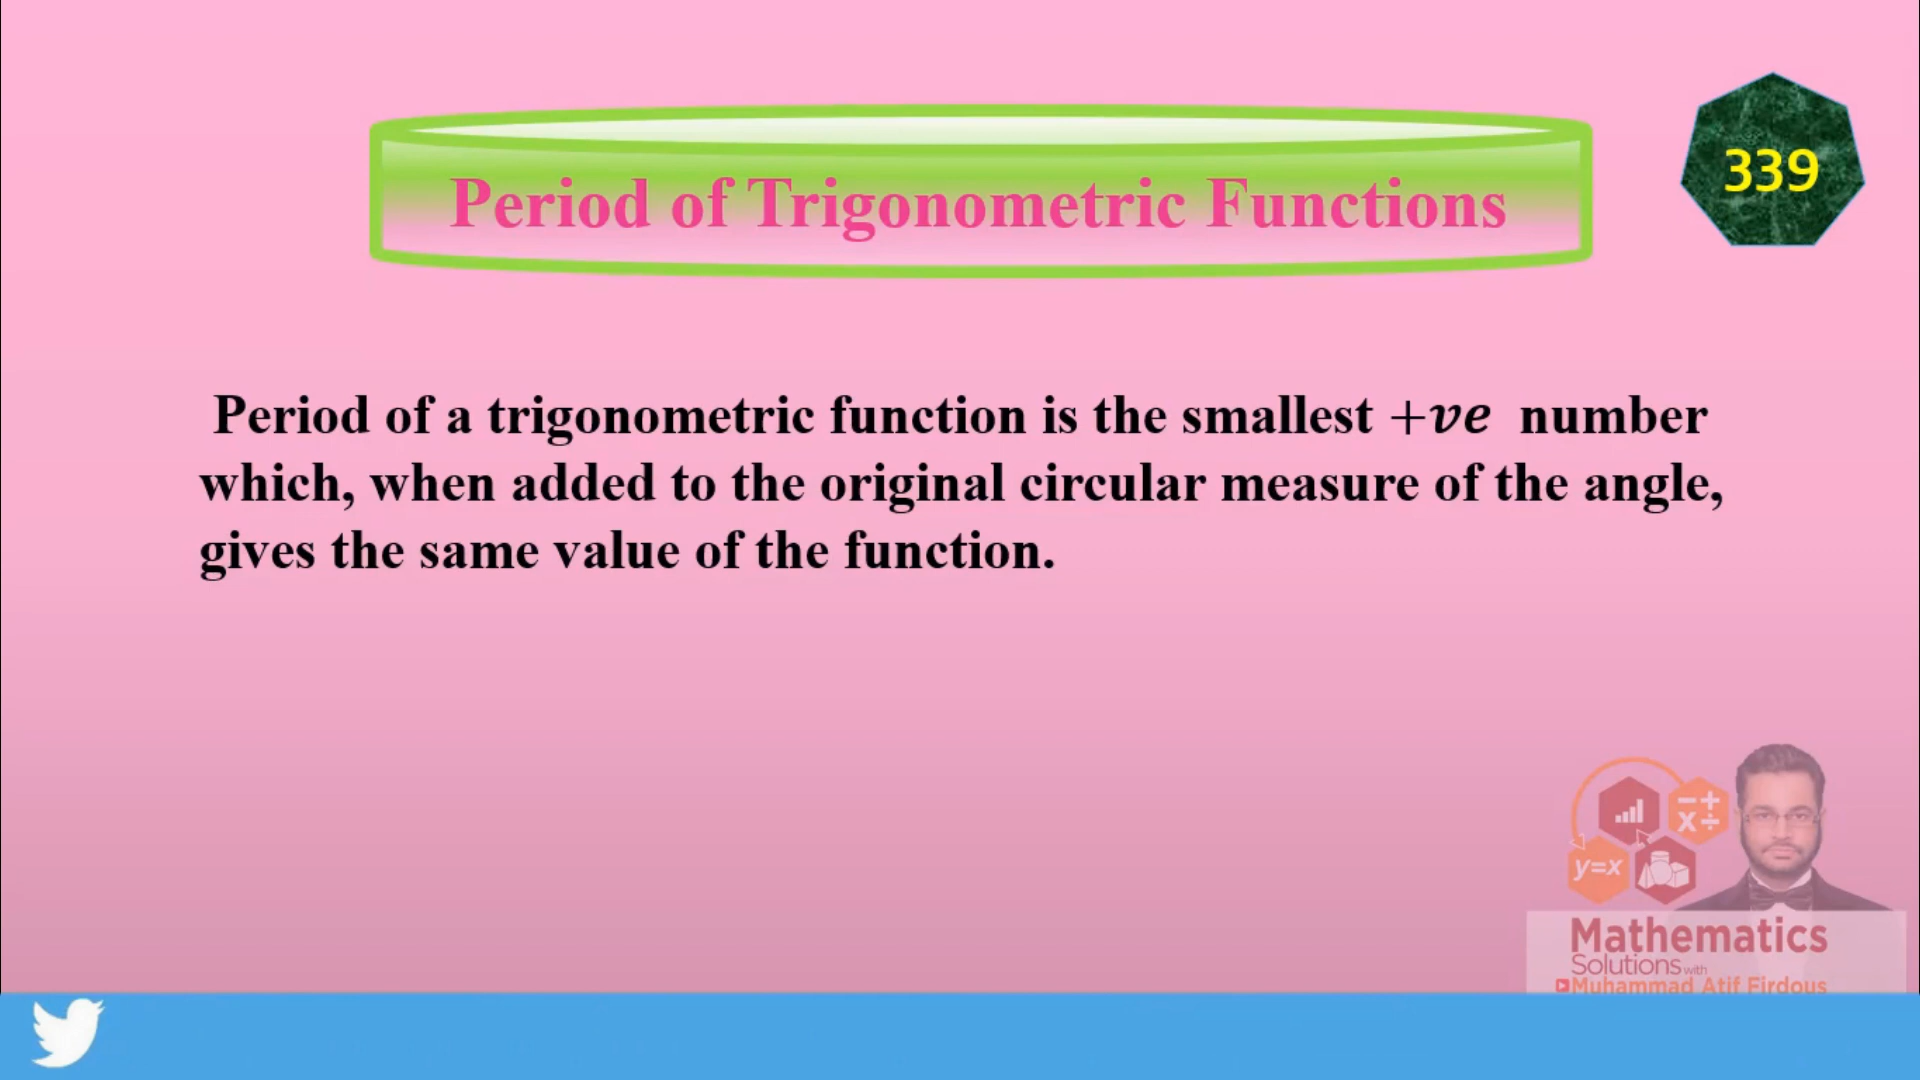 Period of Trigonometric Functions
339
Period of a trigonometric function is the smallest +ve number
which, when added to the original circular measure of the angle,
gives the same value of the function.
y=x
Mathematics
Solutions with
Muhammad Atif Firdous